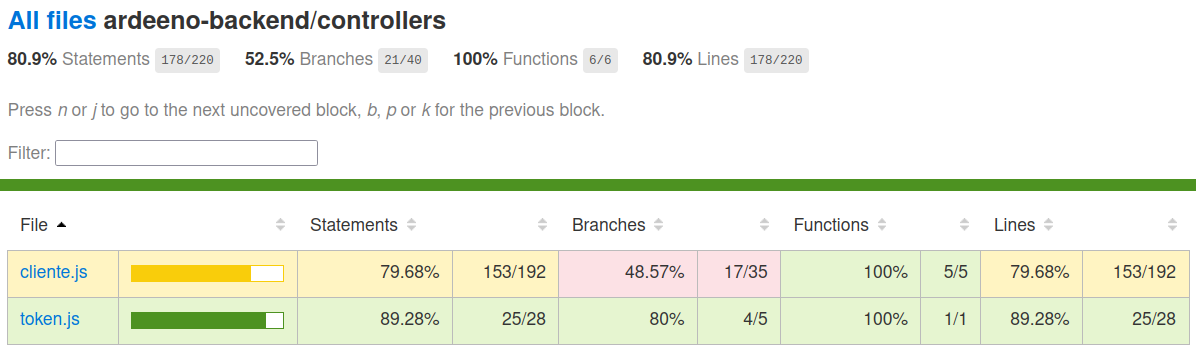 All files ardeeno-backend/controllers
80.9% Statements 178/220 52.5% Branches 21/40 100% Functions 6/6 80.9% Lines 178/220
Press n or j to go to the next uncovered block, b, p or k for the previous block.
Filter:
File Statements Branches Functions Lines
cliente.js 79.68% 153/192 48.57% 17/35 100% 5/5 79.68% 153/192
token.js 89.28% 25/28 80% 4/5 100% 1/1 89.28% 25/28